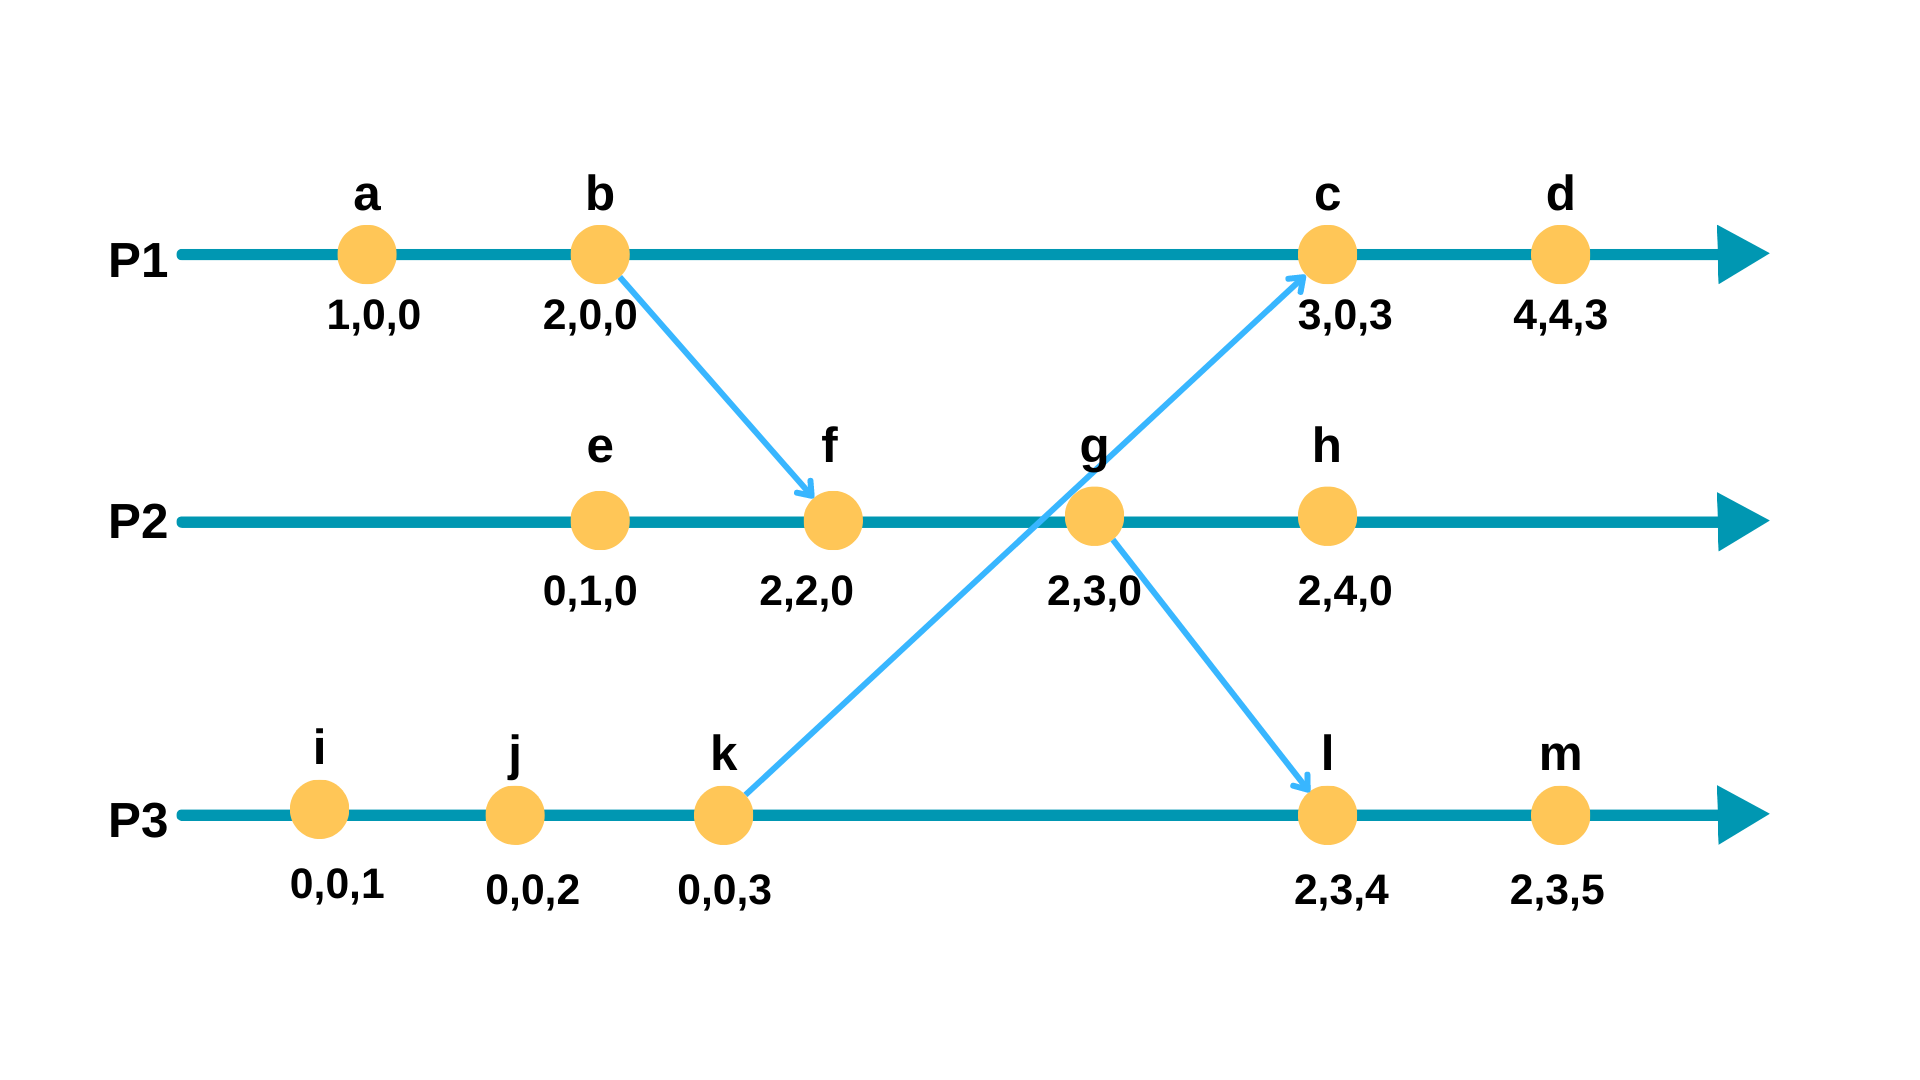 a b c d
P1
1,0,0 2,0,0 3,0,3 4,4,3
e f g h
P2
0,1,0 2,2,0 2,3,0 2,4,0
i j k l m
P3
0,0,1 0,0,2 0,0,3 2,3,4 2,3,5